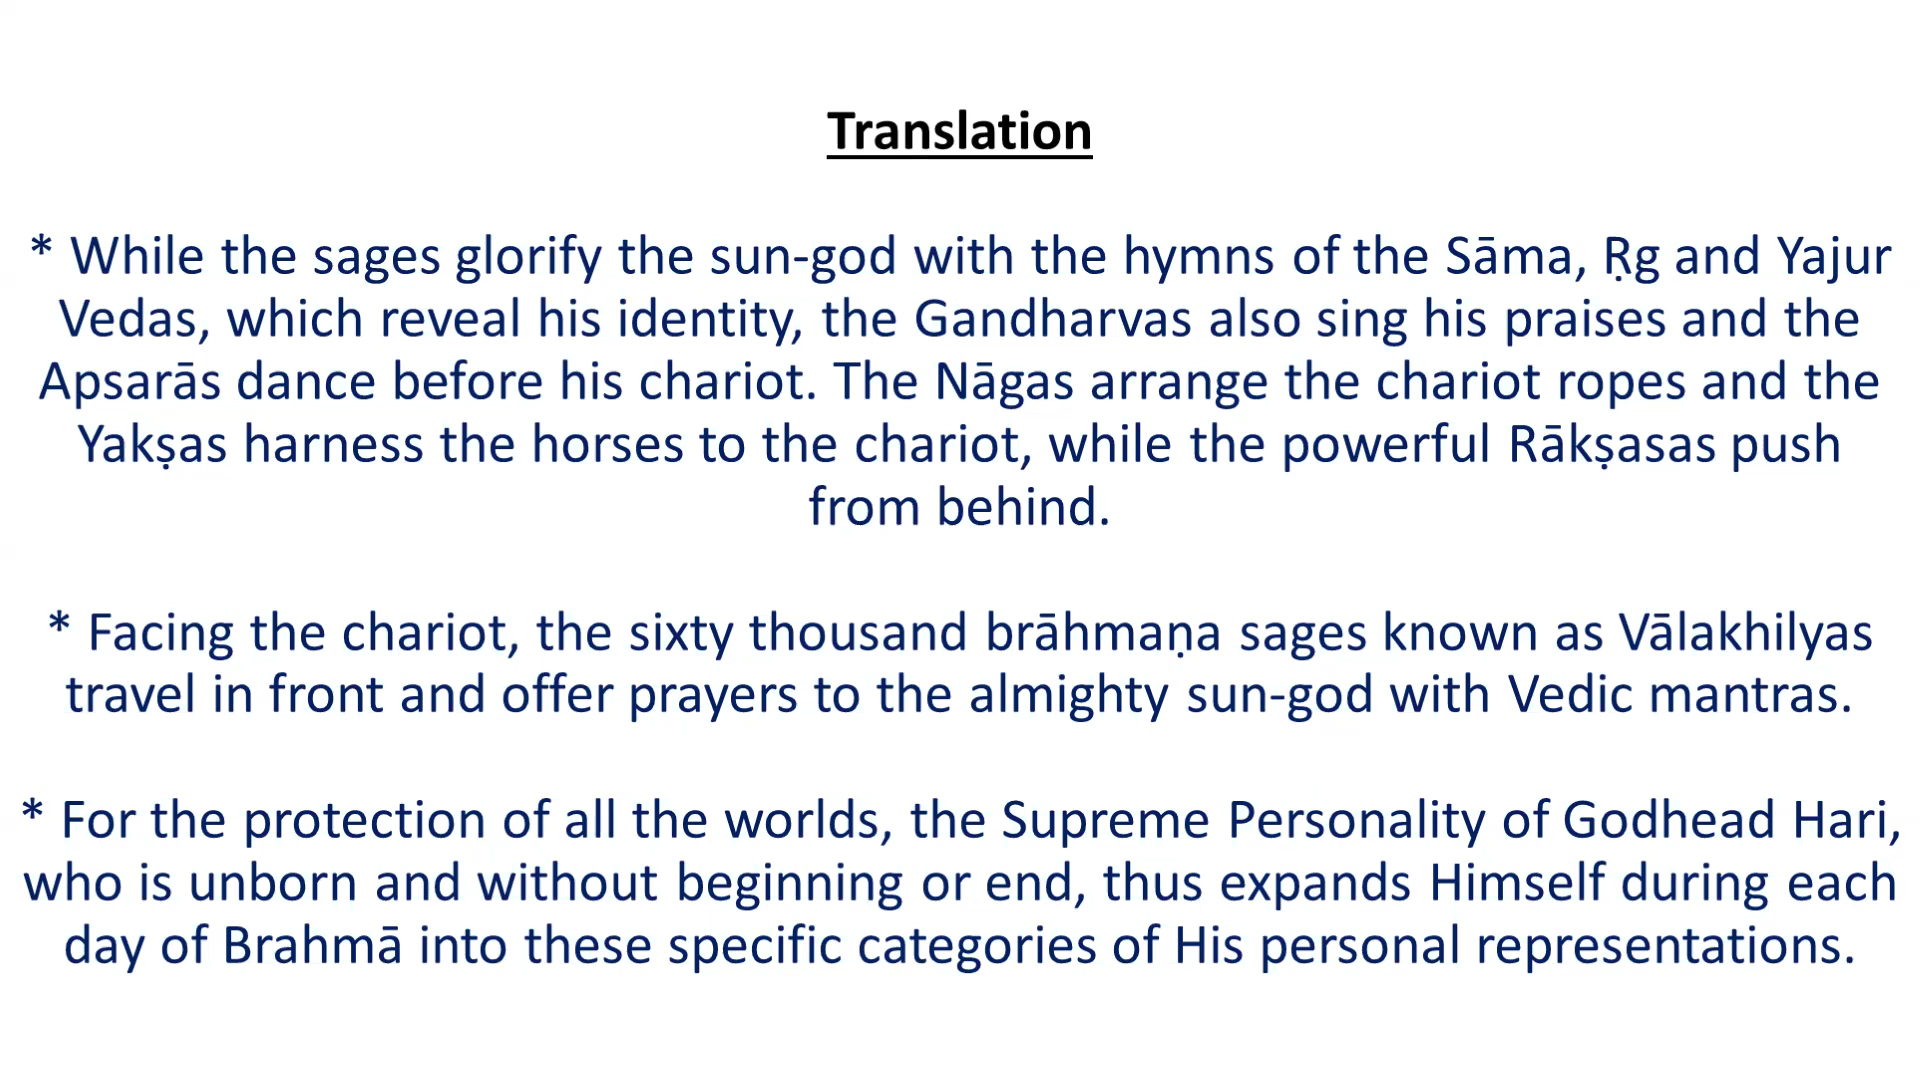 Translation
* While the sages glorify the sun-god with the hymns of the Sāma, Ṛg and Yajur
Vedas, which reveal his identity, the Gandharvas also sing his praises and the
Apsarās dance before his chariot. The Nāgas arrange the chariot ropes and the
Yakṣas harness the horses to the chariot, while the powerful Rākṣasas push
from behind.
* Facing the chariot, the sixty thousand brāhmaṇa sages known as Vālakhilyas
travel in front and offer prayers to the almighty sun-god with Vedic mantras.
* For the protection of all the worlds, the Supreme Personality of Godhead Hari,
who is unborn and without beginning or end, thus expands Himself during each
day of Brahmā into these specific categories of His personal representations.